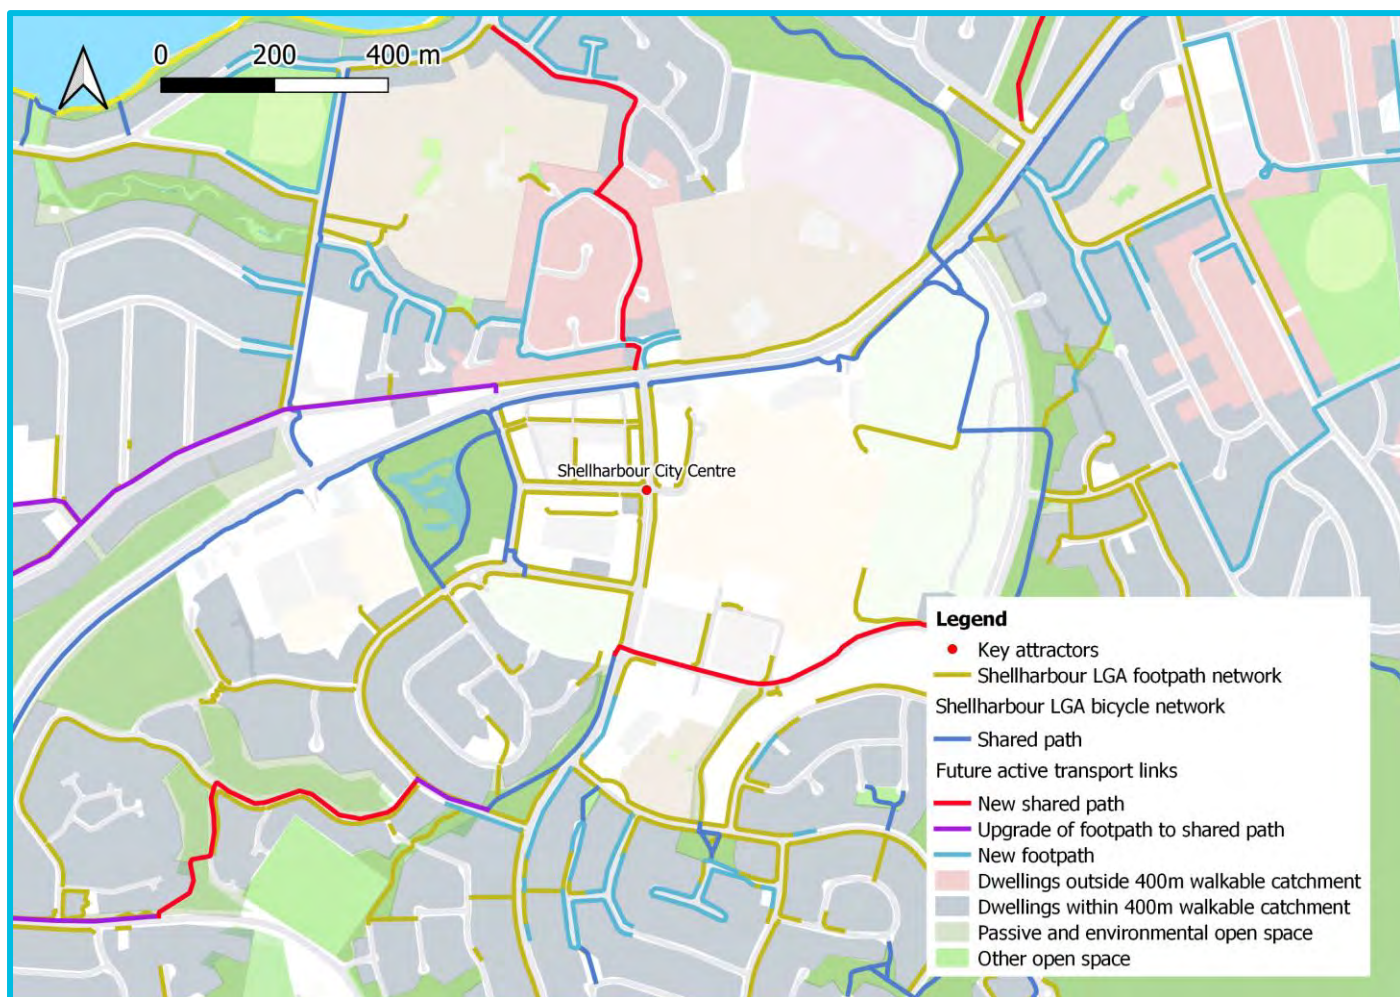 0 200 400 m
Shellharbour City Centre
Legend
Key attractors
Shellharbour LGA footpath network
Shellharbour LGA bicycle network
Shared path
Future active transport links
New shared path
Upgrade of footpath to shared path
New footpath
Dwellings outside 400m walkable catchment
Dwellings within 400m walkable catchment
Passive and environmental open space
Other open space